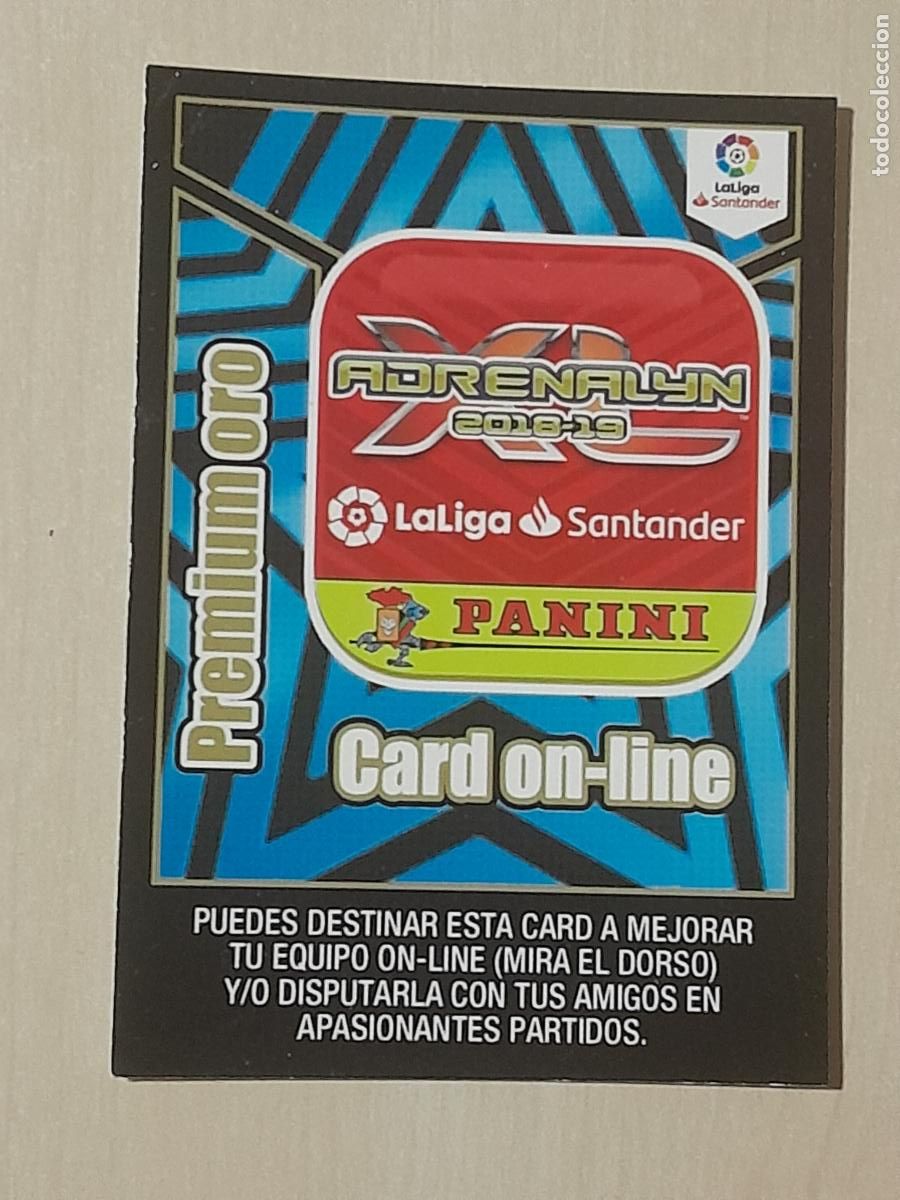 todocoleccion
LaLiga
Santander
XL
ADRENALYN
2018-19
LaLiga Santander
PANINI
Premium oro
Card on-line
PUEDES DESTINAR ESTA CARD A MEJORAR
TU EQUIPO ON-LINE (MIRA EL DORSO)
Y/O DISPUTARLA CON TUS AMIGOS EN
APASIONANTES PARTIDOS.